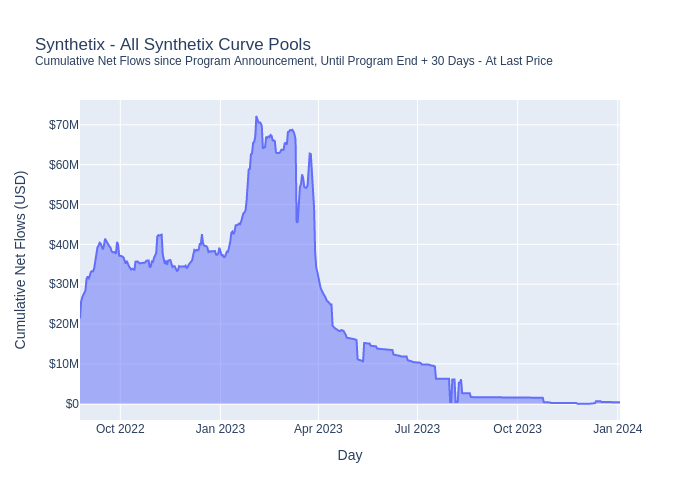 Synthetix - All Synthetix Curve Pools
Cumulative Net Flows since Program Announcement, Until Program End + 30 Days - At Last Price
Cumulative Net Flows (USD)
$70M
$60M
$50M
$40M
$30M
$20M
$10M
$0
Oct 2022
Jan 2023
Apr 2023
Jul 2023
Oct 2023
Jan 2024
Day